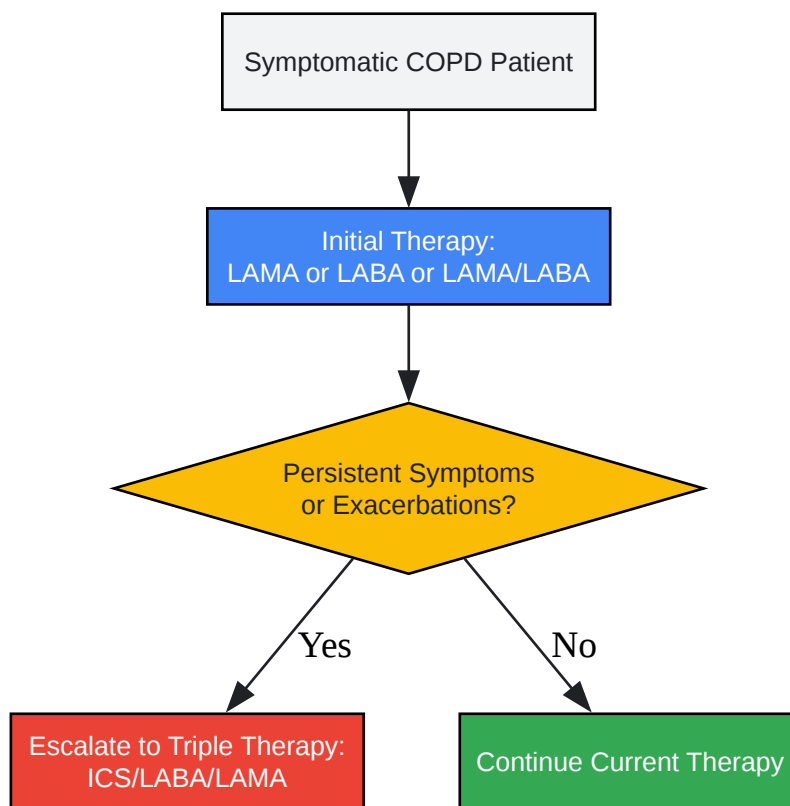 Symptomatic COPD Patient
Initial Therapy:
LAMA or LABA or LAMA/LABA
Persistent Symptoms
or Exacerbations?
Yes
No
Escalate to Triple Therapy:
ICS/LABA/LAMA
Continue Current Therapy